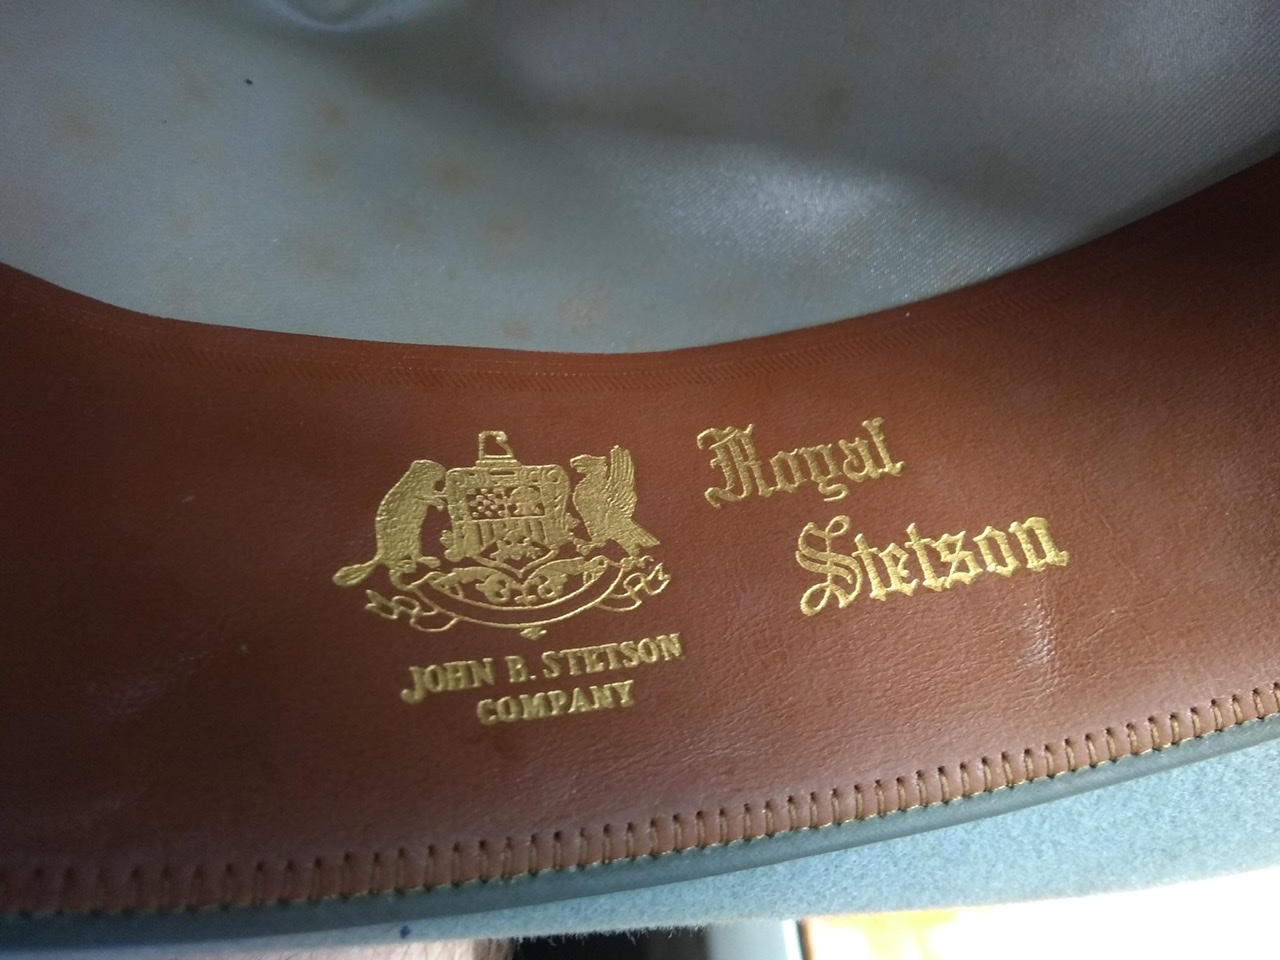 Royal
Stetson
JOHN B. STETSON
COMPANY